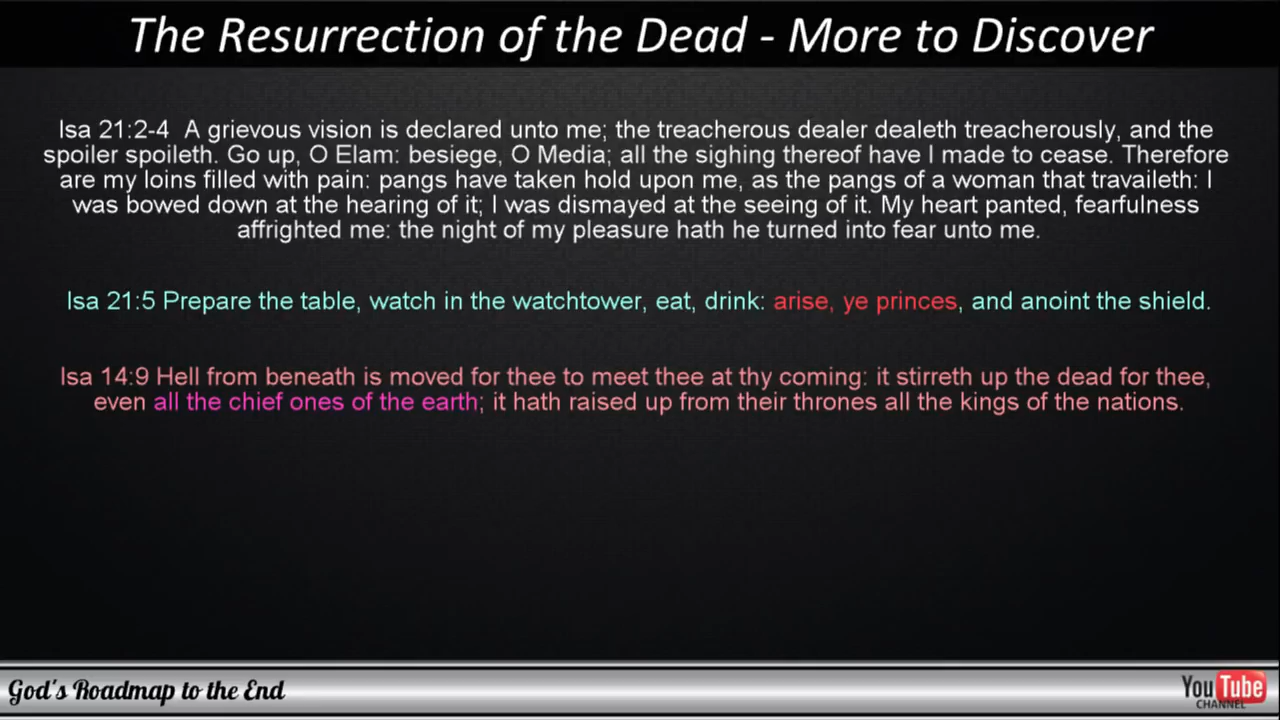 The Resurrection of the Dead - More to Discover
Isa 21:2-4  A grievous vision is declared unto me; the treacherous dealer dealeth treacherously, and the
spoiler spoileth. Go up, O Elam: besiege, O Media; all the sighing thereof have I made to cease. Therefore
are my loins filled with pain: pangs have taken hold upon me, as the pangs of a woman that travaileth: I
was bowed down at the hearing of it; I was dismayed at the seeing of it. My heart panted, fearfulness
affrighted me: the night of my pleasure hath he turned into fear unto me.
Isa 21:5 Prepare the table, watch in the watchtower, eat, drink: arise, ye princes, and anoint the shield.
Isa 14:9 Hell from beneath is moved for thee to meet thee at thy coming: it stirreth up the dead for thee,
even all the chief ones of the earth; it hath raised up from their thrones all the kings of the nations.
God's Roadmap to the End
You Tube
CHANNEL